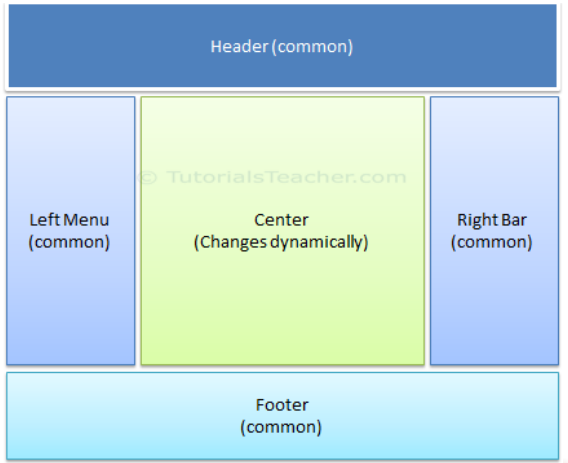 Header (common)
© TutorialsTeacher.com
Left Menu
(common)
Center
(Changes dynamically)
Right Bar
(common)
Footer
(common)